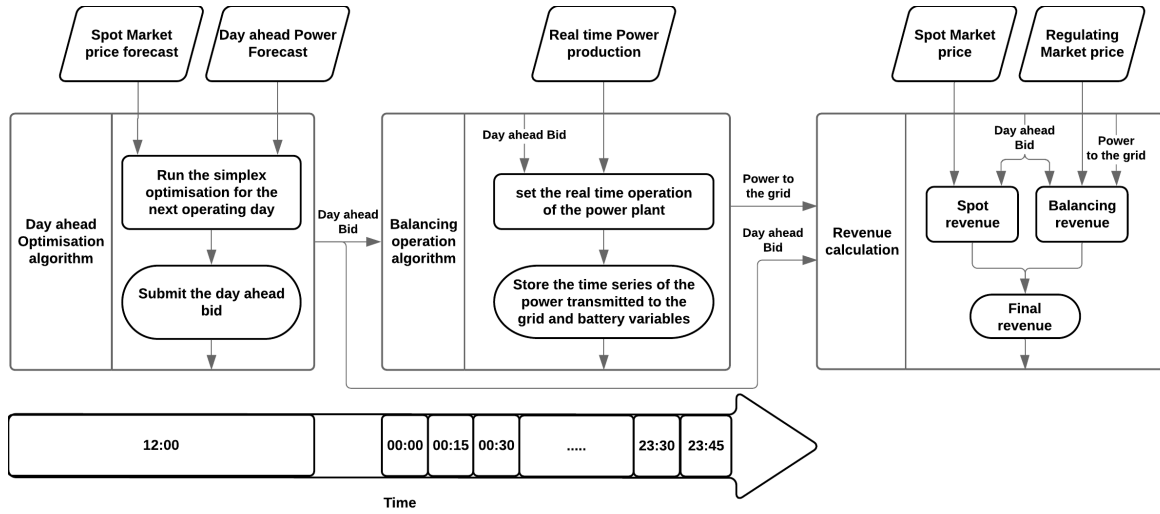 Spot Market
price forecast
Day ahead Power
Forecast
Real time Power
production
Spot Market
price
Regulating
Market price
Day ahead
Optimisation
algorithm
Run the simplex
optimisation for the
next operating day
Submit the day ahead
bid
Day ahead
Bid
Balancing
operation
algorithm
Day ahead Bid
set the real time operation
of the power plant
Store the time series of the
power transmitted to the
grid and battery variables
Power to
the grid
Day ahead
Bid
Revenue
calculation
Day ahead
Bid
Power
to the grid
Spot
revenue
Balancing
revenue
Final
revenue
12:00
00:00
00:15
00:30
.....
23:30
23:45
Time